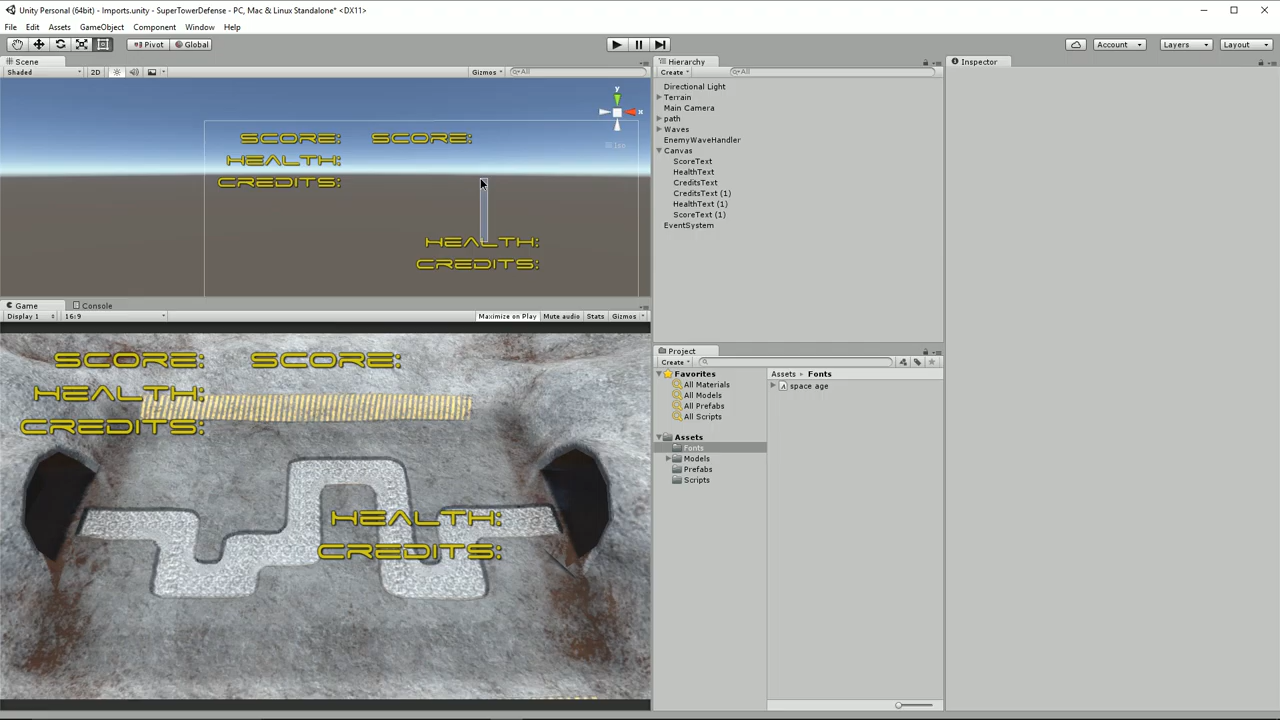 Unity Personal (64bit) - Imports.unity - SuperTowerDefense - PC, Mac & Linux Standalone* <DX11>
File Edit Assets GameObject Component Window Help
Pivot Global Account Layers Layout
Scene
Shaded 2D Gizmos All
y
x
SCORE: SCORE:
HEALTH:
CREDITS:
HEALTH:
CREDITS:
Game Console
Display 1 16:9 Maximize on Play Mute audio Stats Gizmos
SCORE: SCORE:
HEALTH:
CREDITS:
HEALTH:
CREDITS:
Hierarchy
Create All
Directional Light
Terrain
Main Camera
path
Waves
EnemyWaveHandler
Canvas
ScoreText
HealthText
CreditsText
CreditsText (1)
HealthText (1)
ScoreText (1)
EventSystem
Project
Create
Favorites
All Materials
All Models
All Prefabs
All Scripts
Assets
Fonts
Models
Prefabs
Scripts
Assets Fonts
space age
Inspector